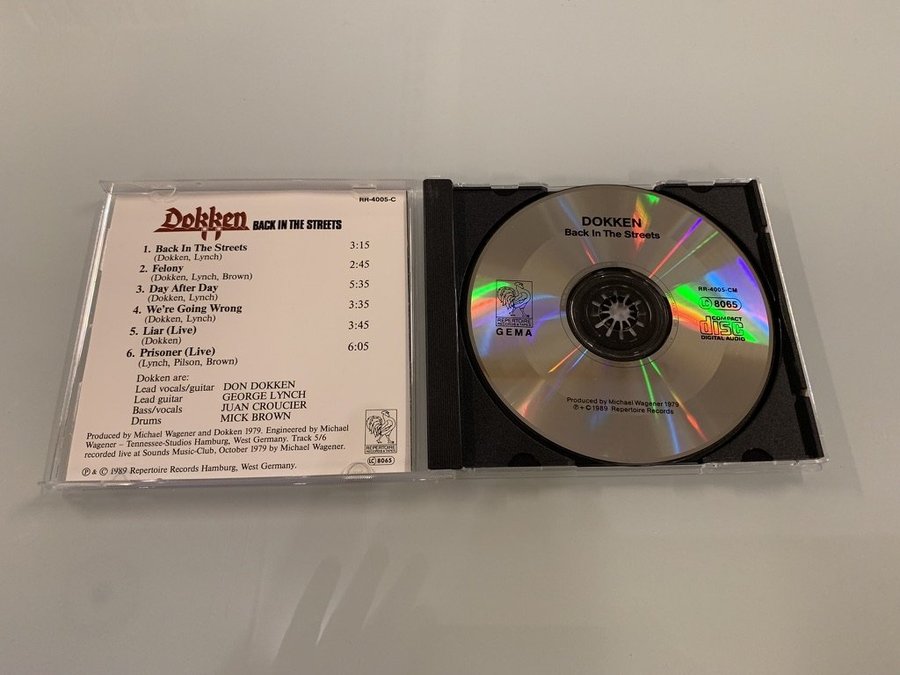 RR-4005-C
Dokken BACK IN THE STREETS
1. Back In The Streets 3:15
(Dokken, Lynch)
2. Felony 2:45
(Dokken, Lynch, Brown)
3. Day After Day 5:35
(Dokken, Lynch)
4. We're Going Wrong 3:35
(Dokken, Lynch)
5. Liar (Live) 3:45
(Dokken)
6. Prisoner (Live) 6:05
(Lynch, Pilson, Brown)
Dokken are:
Lead vocals/guitar DON DOKKEN
Lead guitar GEORGE LYNCH
Bass/vocals JUAN CROUCIER
Drums MICK BROWN
Produced by Michael Wagener and Dokken 1979. Engineered by Michael
Wagener – Tennessee-Studios Hamburg, West Germany. Track 5/6
recorded live at Sounds Music-Club, October 1979 by Michael Wagener.
℗ & © 1989 Repertoire Records Hamburg, West Germany.
REPERTOIRE
RECORDS & TAPES
LC 8065
DOKKEN
Back In The Streets
RR-4005-CM
LC 8065
COMPACT
disc
DIGITAL AUDIO
REPERTOIRE
RECORDS & TAPES
GEMA
Produced by Michael Wagener 1979
℗ + © 1989 Repertoire Records